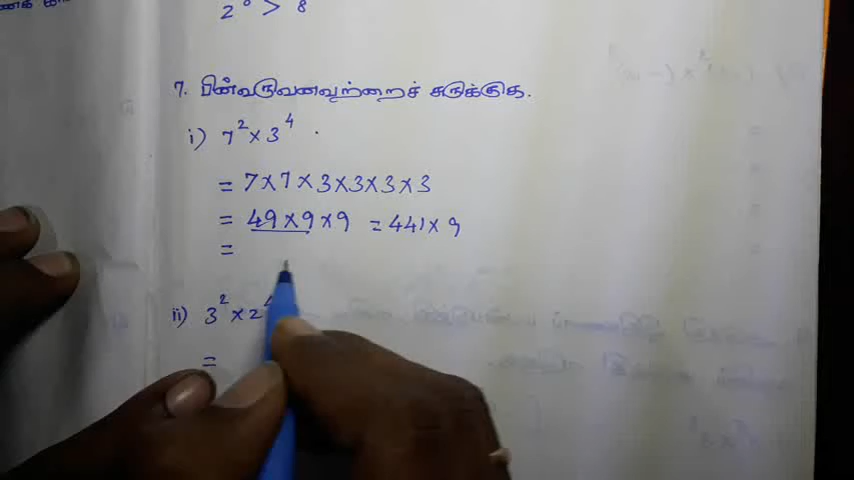 2⁸ > 8
7. பின்வருவனவற்றைச் சுருக்குக.
i) 7² × 3⁴
= 7 × 7 × 3 × 3 × 3 × 3
= 49 × 9 × 9 = 441 × 9
=
ii) 3² × 2⁴
=